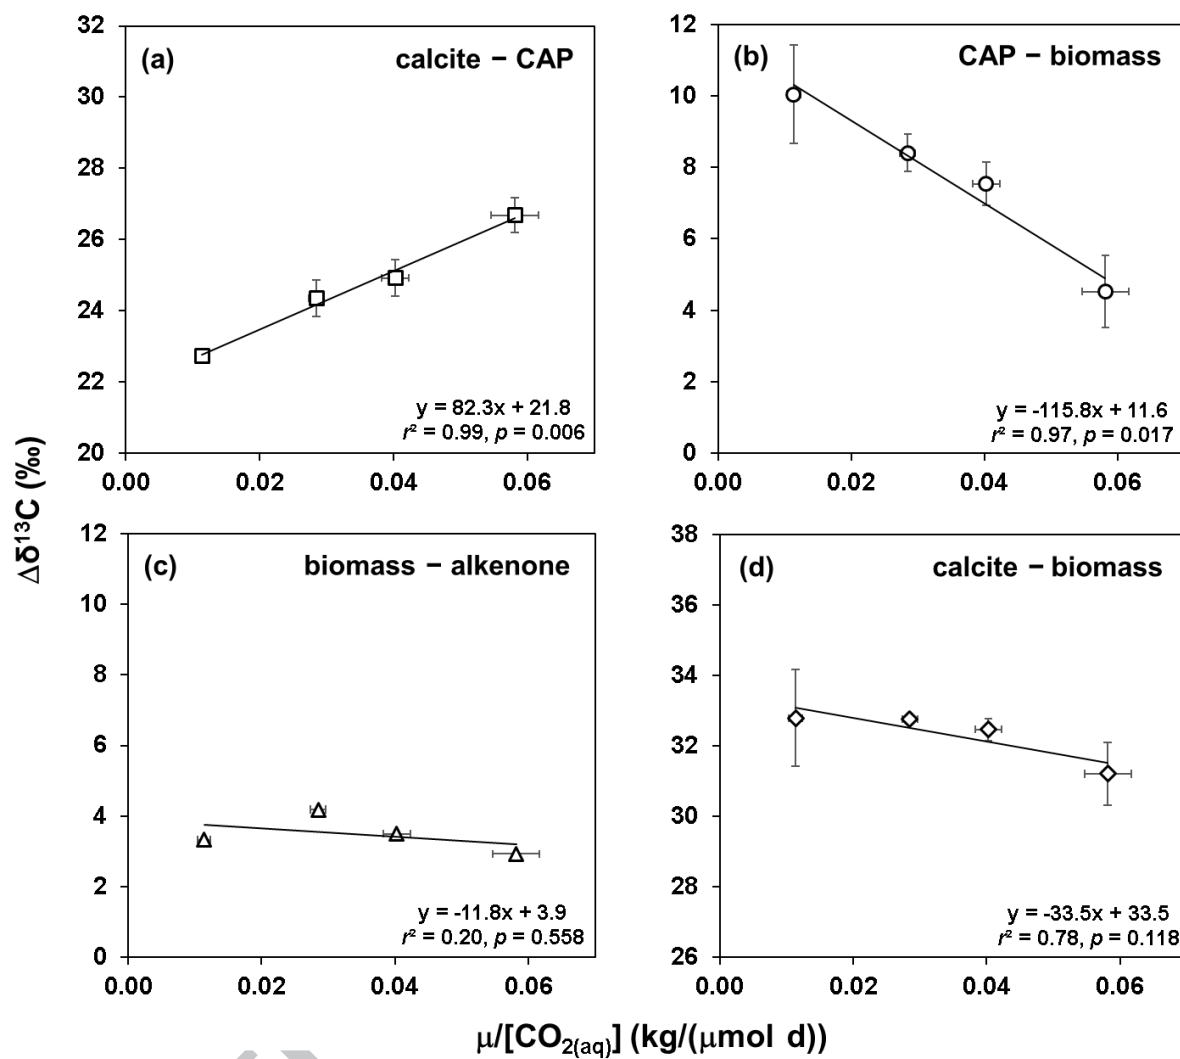 (a) calcite − CAP
32
30
28
26
24
22
20
0.00 0.02 0.04 0.06
y = 82.3x + 21.8
r² = 0.99, p = 0.006
(b) CAP − biomass
12
10
8
6
4
2
0
0.00 0.02 0.04 0.06
y = -115.8x + 11.6
r² = 0.97, p = 0.017
Δδ¹³C (‰)
(c) biomass − alkenone
12
10
8
6
4
2
0
0.00 0.02 0.04 0.06
y = -11.8x + 3.9
r² = 0.20, p = 0.558
(d) calcite − biomass
38
36
34
32
30
28
26
0.00 0.02 0.04 0.06
y = -33.5x + 33.5
r² = 0.78, p = 0.118
μ/[CO₂₍aq₎] (kg/(μmol d))